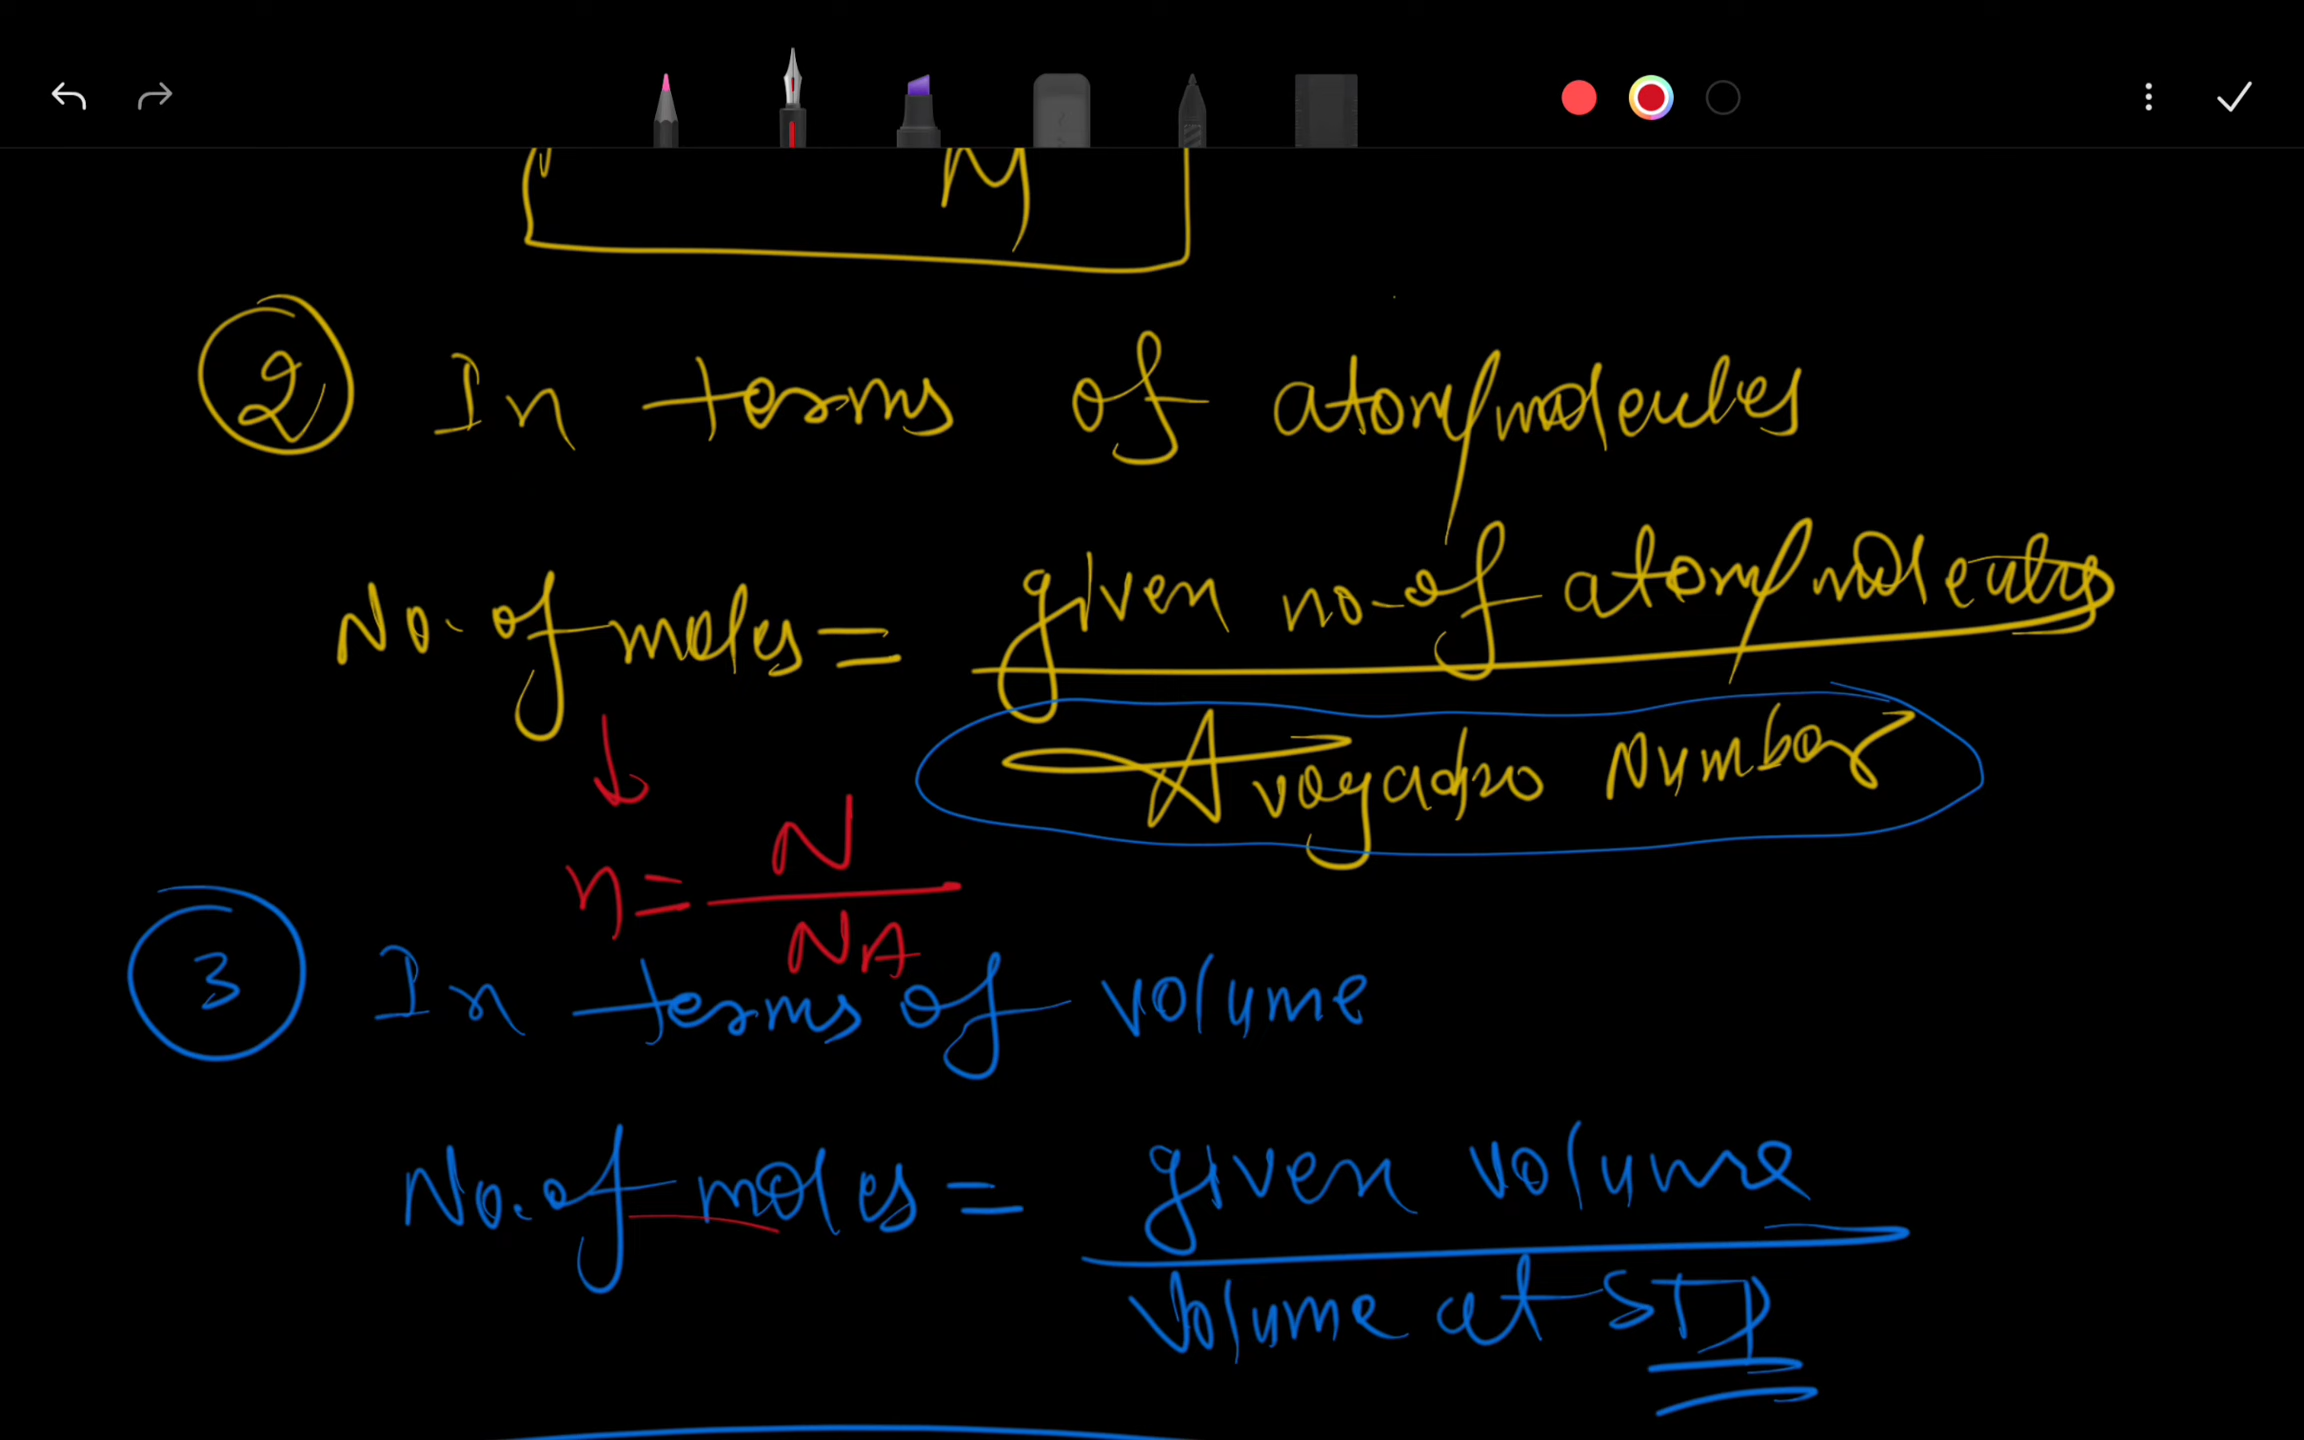 M
2 In terms of atom/molecules
No. of moles = given no. of atom/molecules
Avogadro Number
n = N
NA
3 In terms of volume
No. of moles = given volume
Volume at STP